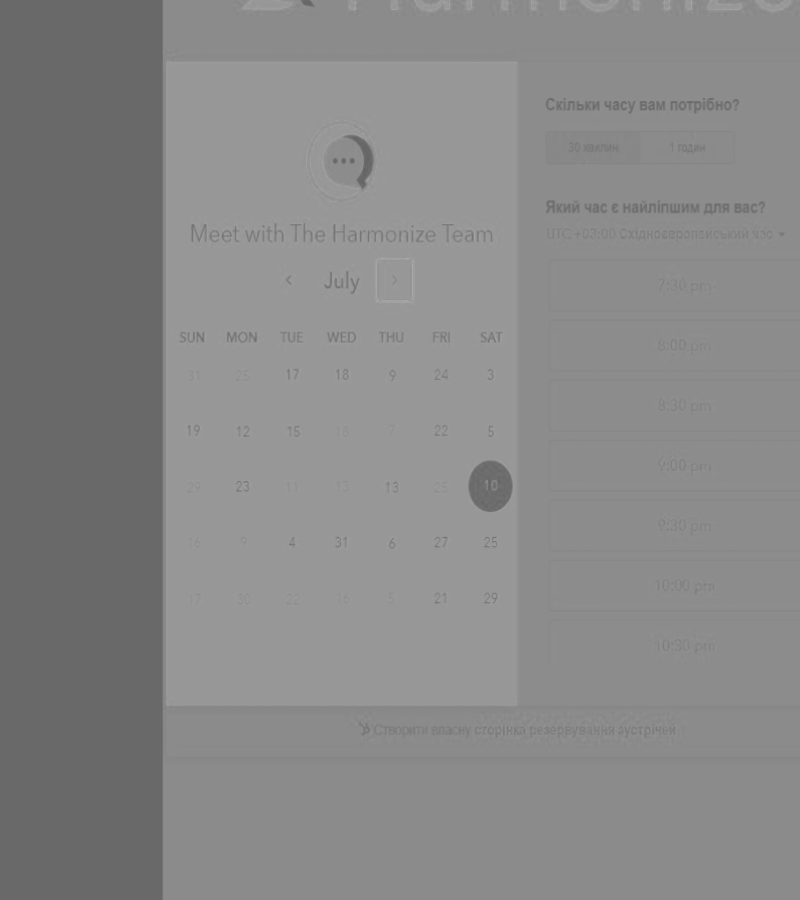 Harmonize
Meet with The Harmonize Team
July
SUN MON TUE WED THU FRI SAT
31 25 17 18 9 24 3
19 12 15 18 7 22 5
29 23 11 13 13 25 10
16 9 4 31 6 27 25
17 30 22 16 5 21 29
Скільки часу вам потрібно?
30 хвилин 1 годин
Який час є найліпшим для вас?
UTC +03:00 Східноєвропейський час
7:30 pm
8:00 pm
8:30 pm
9:00 pm
9:30 pm
10:00 pm
10:30 pm
Створити власну сторінка резервування зустрічей